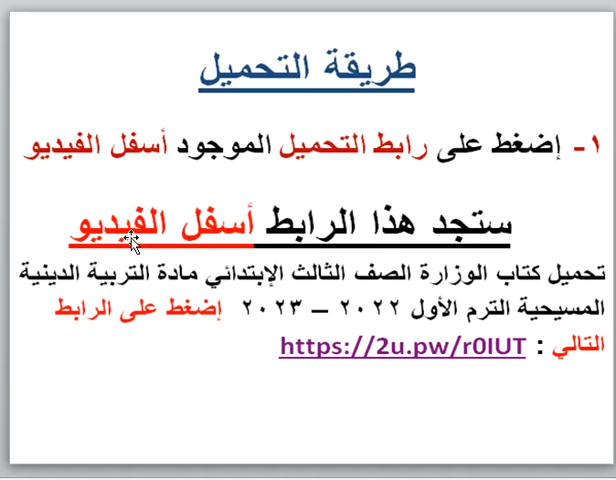 طريقة التحميل
١- إضغط على رابط التحميل الموجود أسفل الفيديو
ستجد هذا الرابط أسفل الفيديو
تحميل كتاب الوزارة الصف الثالث الإبتدائي مادة التربية الدينية
المسيحية الترم الأول ٢٠٢٢ – ٢٠٢٣ إضغط على الرابط
التالي : https://2u.pw/r0IUT